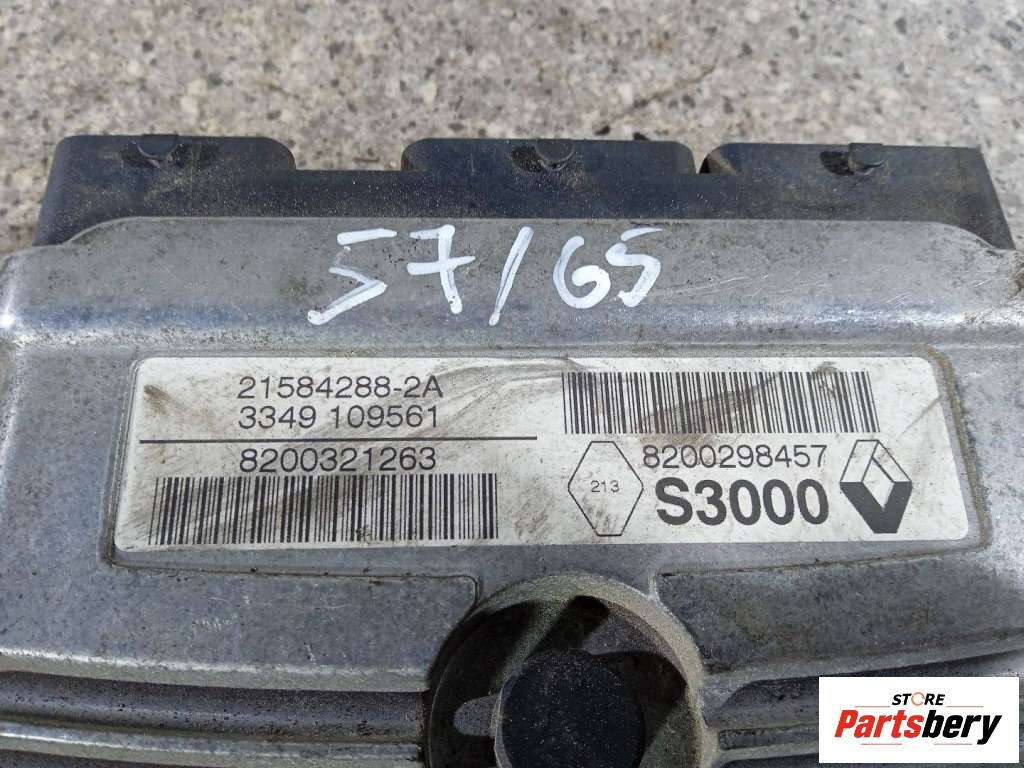 57/65
21584288-2A
3349 109561
8200321263
8200298457
213
S3000
STORE
Partsbery